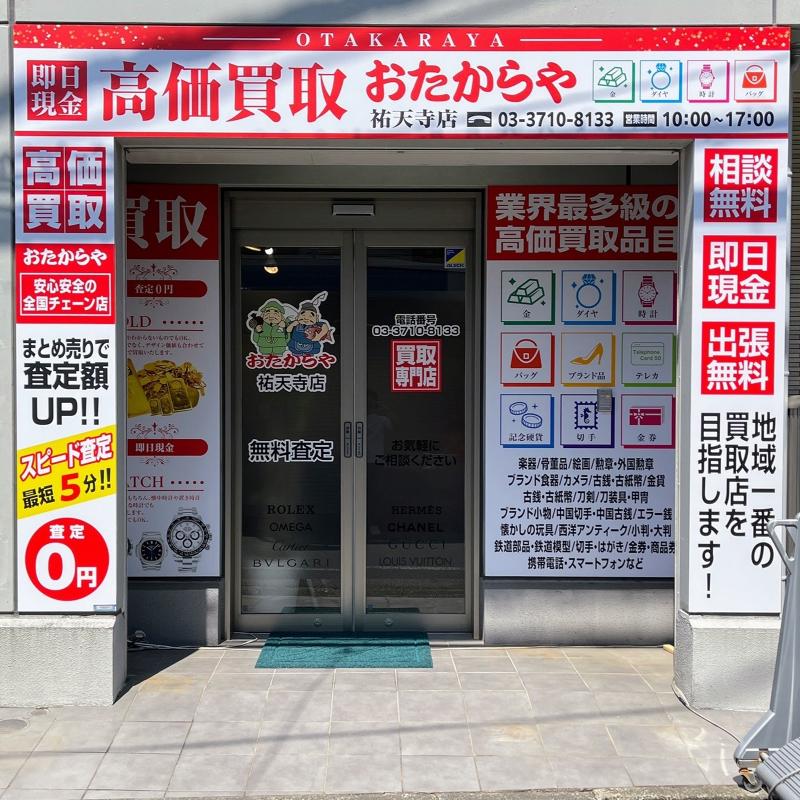 OTAKARAYA
即日
現金
高価買取
おたからや
金
ダイヤ
時計
バッグ
祐天寺店
03-3710-8133
営業時間
10:00~17:00
高価
買取
おたからや
安心安全の
全国チェーン店
まとめ売りで
査定額
UP!!
スピード査定
最短5分!!
査定
0円
買取
査定0円
OLD
即日現金
ATCH
おたからや
祐天寺店
無料査定
ROLEX
OMEGA
Cartier
BVLGARI
電話番号
03-3710-8133
買取
専門店
お気軽に
ご相談ください
HERMÈS
CHANEL
GUCCI
LOUIS VUITTON
業界最多級の
高価買取品目
金
ダイヤ
時計
バッグ
ブランド品
Telephone
Card 50
テレカ
記念硬貨
切手
金券
楽器/骨董品/絵画/勲章・外国勲章
ブランド食器/カメラ/古銭・古紙幣/金貨
古銭・古紙幣/刀剣/刀装具・甲冑
ブランド小物/中国切手・中国古銭/エラー銭
懐かしの玩具/西洋アンティーク/小判・大判
鉄道部品・鉄道模型/切手・はがき/金券・商品券
携帯電話・スマートフォンなど
相談
無料
即日
現金
出張
無料
地域一番の
買取店を
目指します!